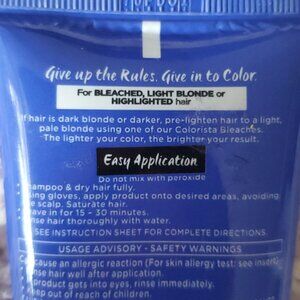 Give up the Rules. Give in to Color.
For BLEACHED, LIGHT BLONDE or
HIGHLIGHTED hair
If hair is dark blonde or darker, pre-lighten hair to a light,
pale blonde using one of our Colorista Bleaches.
The lighter your color, the brighter your result.
Easy Application
Do not mix with peroxide
ampoo & dry hair fully.
ing gloves, apply product onto desired areas, avoiding
e scalp. Saturate hair.
ave in for 15 - 30 minutes.
nse hair thoroughly with water.
SEE INSTRUCTION SHEET FOR COMPLETE DIRECTIONS.
USAGE ADVISORY - SAFETY WARNINGS
cause an allergic reaction (For skin allergy test: see insert)
nse hair well after application.
product gets into eyes, rinse immediately.
eep out of reach of children.